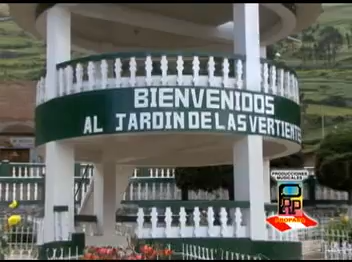 BIENVENIDOS
AL JARDIN DE LAS VERTIENTES
PRODUCCIONES
MUSICALES